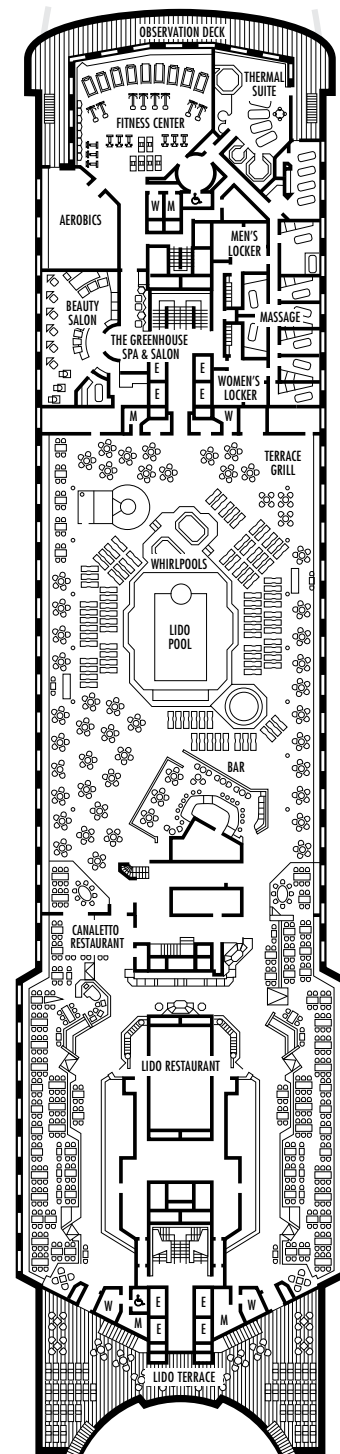 OBSERVATION DECK
THERMAL
SUITE
FITNESS CENTER
W M
AEROBICS
MEN'S
LOCKER
BEAUTY
SALON
MASSAGE
THE GREENHOUSE
SPA & SALON
E E
E E
WOMEN'S
LOCKER
M W
TERRACE
GRILL
WHIRLPOOLS
LIDO
POOL
BAR
CANALETTO
RESTAURANT
LIDO RESTAURANT
W E E W
M E E M
LIDO TERRACE